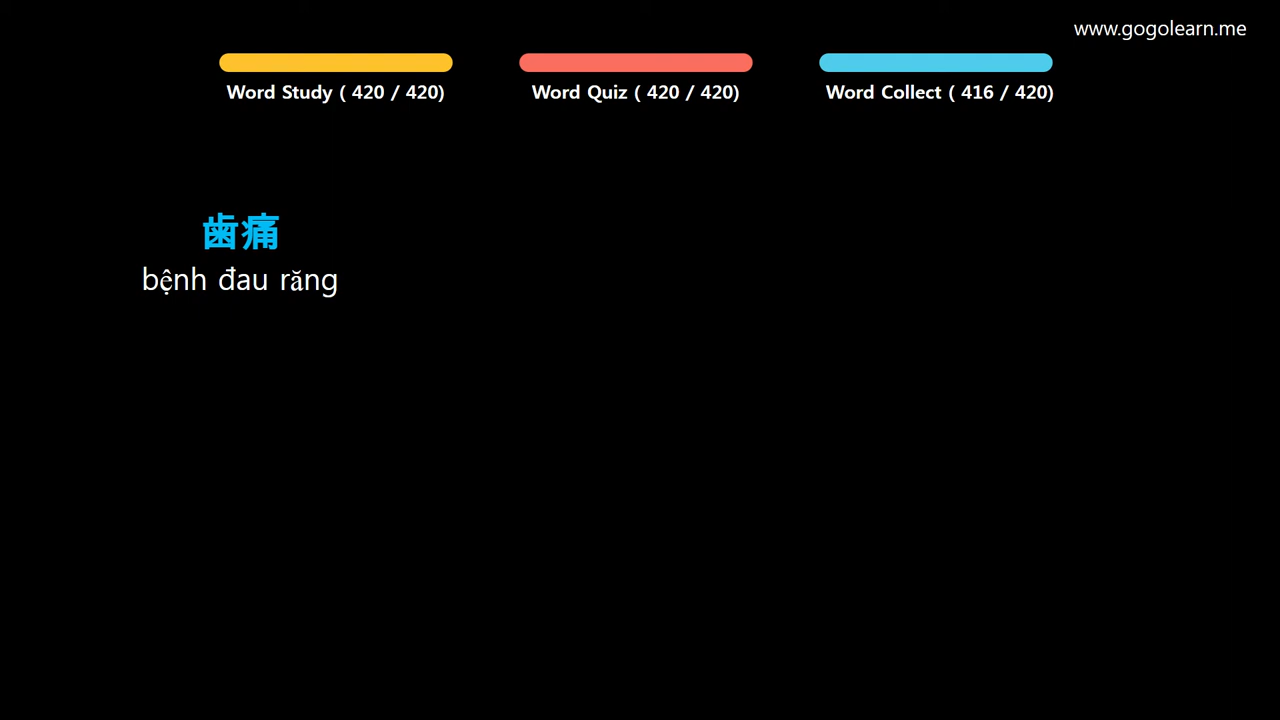 www.gogolearn.me
Word Study ( 420 / 420)
Word Quiz ( 420 / 420)
Word Collect ( 416 / 420)
歯痛
bệnh đau răng